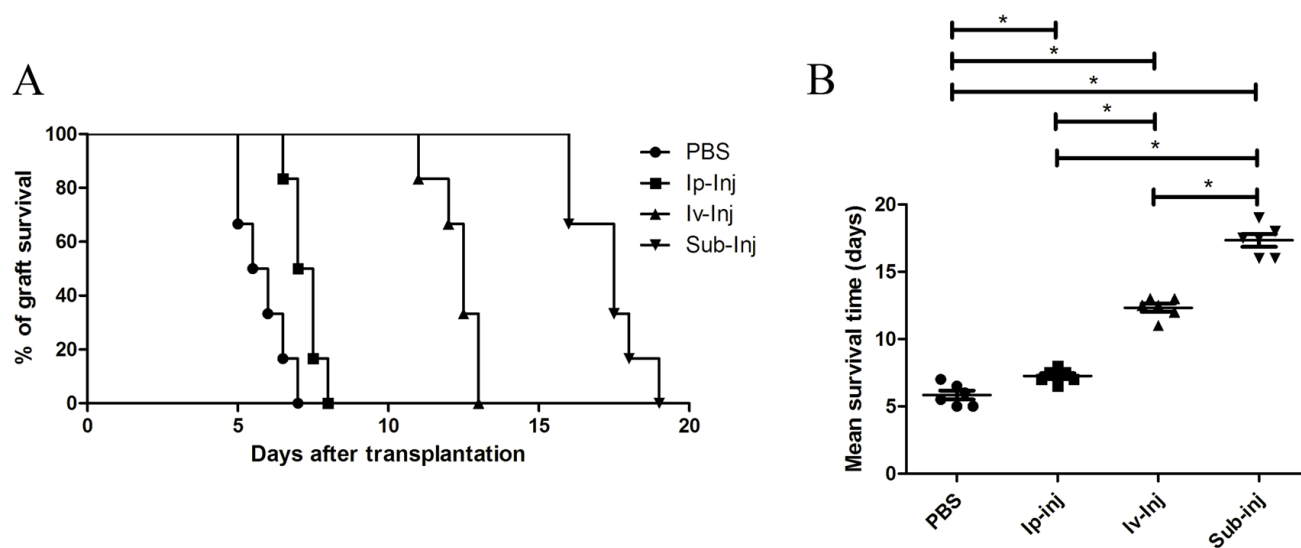 A
% of graft survival
100
80
60
40
20
0
0 5 10 15 20
Days after transplantation
PBS
Ip-Inj
Iv-Inj
Sub-Inj
B
*
*
*
*
*
*
Mean survival time (days)
20
15
10
5
0
PBS
Ip-inj
Iv-Inj
Sub-inj